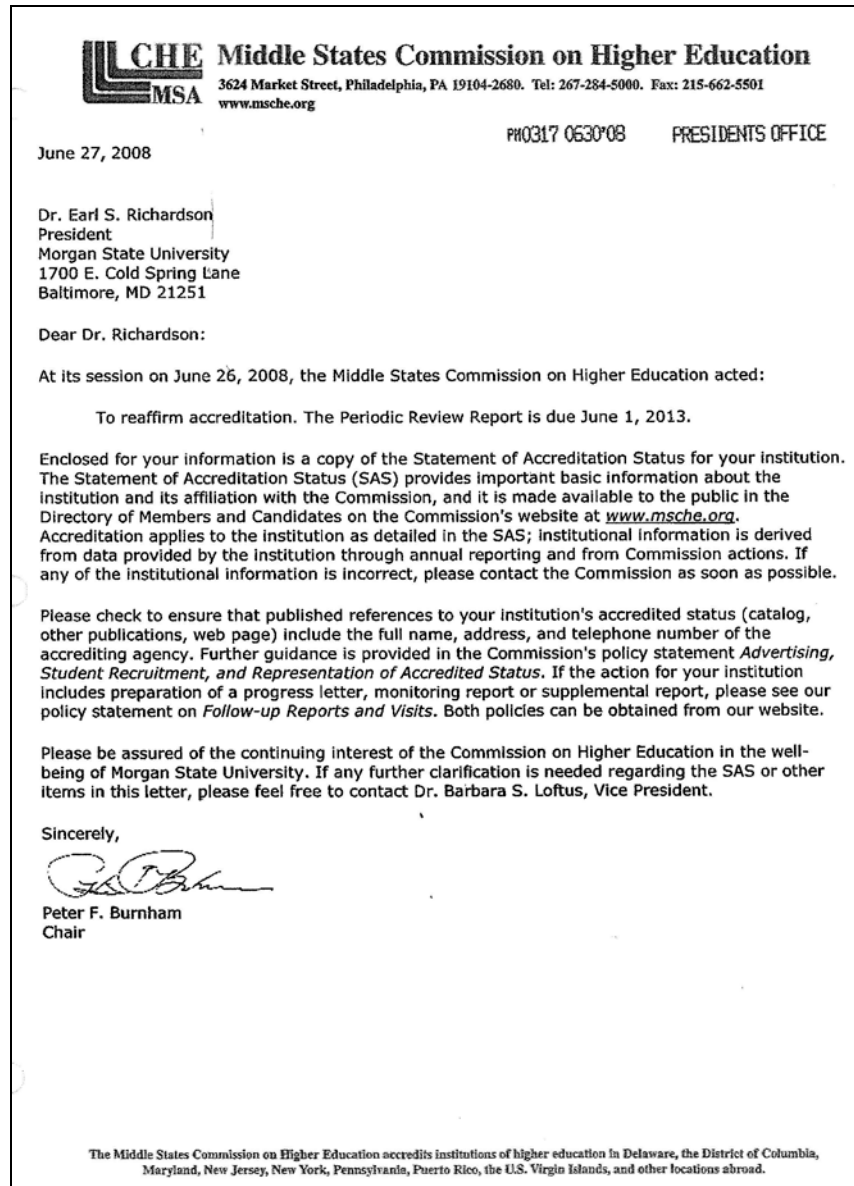 CHE Middle States Commission on Higher Education
MSA 3624 Market Street, Philadelphia, PA 19104-2680. Tel: 267-284-5000. Fax: 215-662-5501
www.msche.org
PM0317 0630'08 PRESIDENTS OFFICE
June 27, 2008
Dr. Earl S. Richardson
President
Morgan State University
1700 E. Cold Spring Lane
Baltimore, MD 21251
Dear Dr. Richardson:
At its session on June 26, 2008, the Middle States Commission on Higher Education acted:
To reaffirm accreditation. The Periodic Review Report is due June 1, 2013.
Enclosed for your information is a copy of the Statement of Accreditation Status for your institution.
The Statement of Accreditation Status (SAS) provides important basic information about the
institution and its affiliation with the Commission, and it is made available to the public in the
Directory of Members and Candidates on the Commission's website at www.msche.org.
Accreditation applies to the institution as detailed in the SAS; institutional information is derived
from data provided by the institution through annual reporting and from Commission actions. If
any of the institutional information is incorrect, please contact the Commission as soon as possible.
Please check to ensure that published references to your institution's accredited status (catalog,
other publications, web page) include the full name, address, and telephone number of the
accrediting agency. Further guidance is provided in the Commission's policy statement Advertising,
Student Recruitment, and Representation of Accredited Status. If the action for your institution
includes preparation of a progress letter, monitoring report or supplemental report, please see our
policy statement on Follow-up Reports and Visits. Both policies can be obtained from our website.
Please be assured of the continuing interest of the Commission on Higher Education in the well-
being of Morgan State University. If any further clarification is needed regarding the SAS or other
items in this letter, please feel free to contact Dr. Barbara S. Loftus, Vice President.
Sincerely,
Peter F. Burnham
Chair
The Middle States Commission on Higher Education accredits institutions of higher education in Delaware, the District of Columbia,
Maryland, New Jersey, New York, Pennsylvania, Puerto Rico, the U.S. Virgin Islands, and other locations abroad.